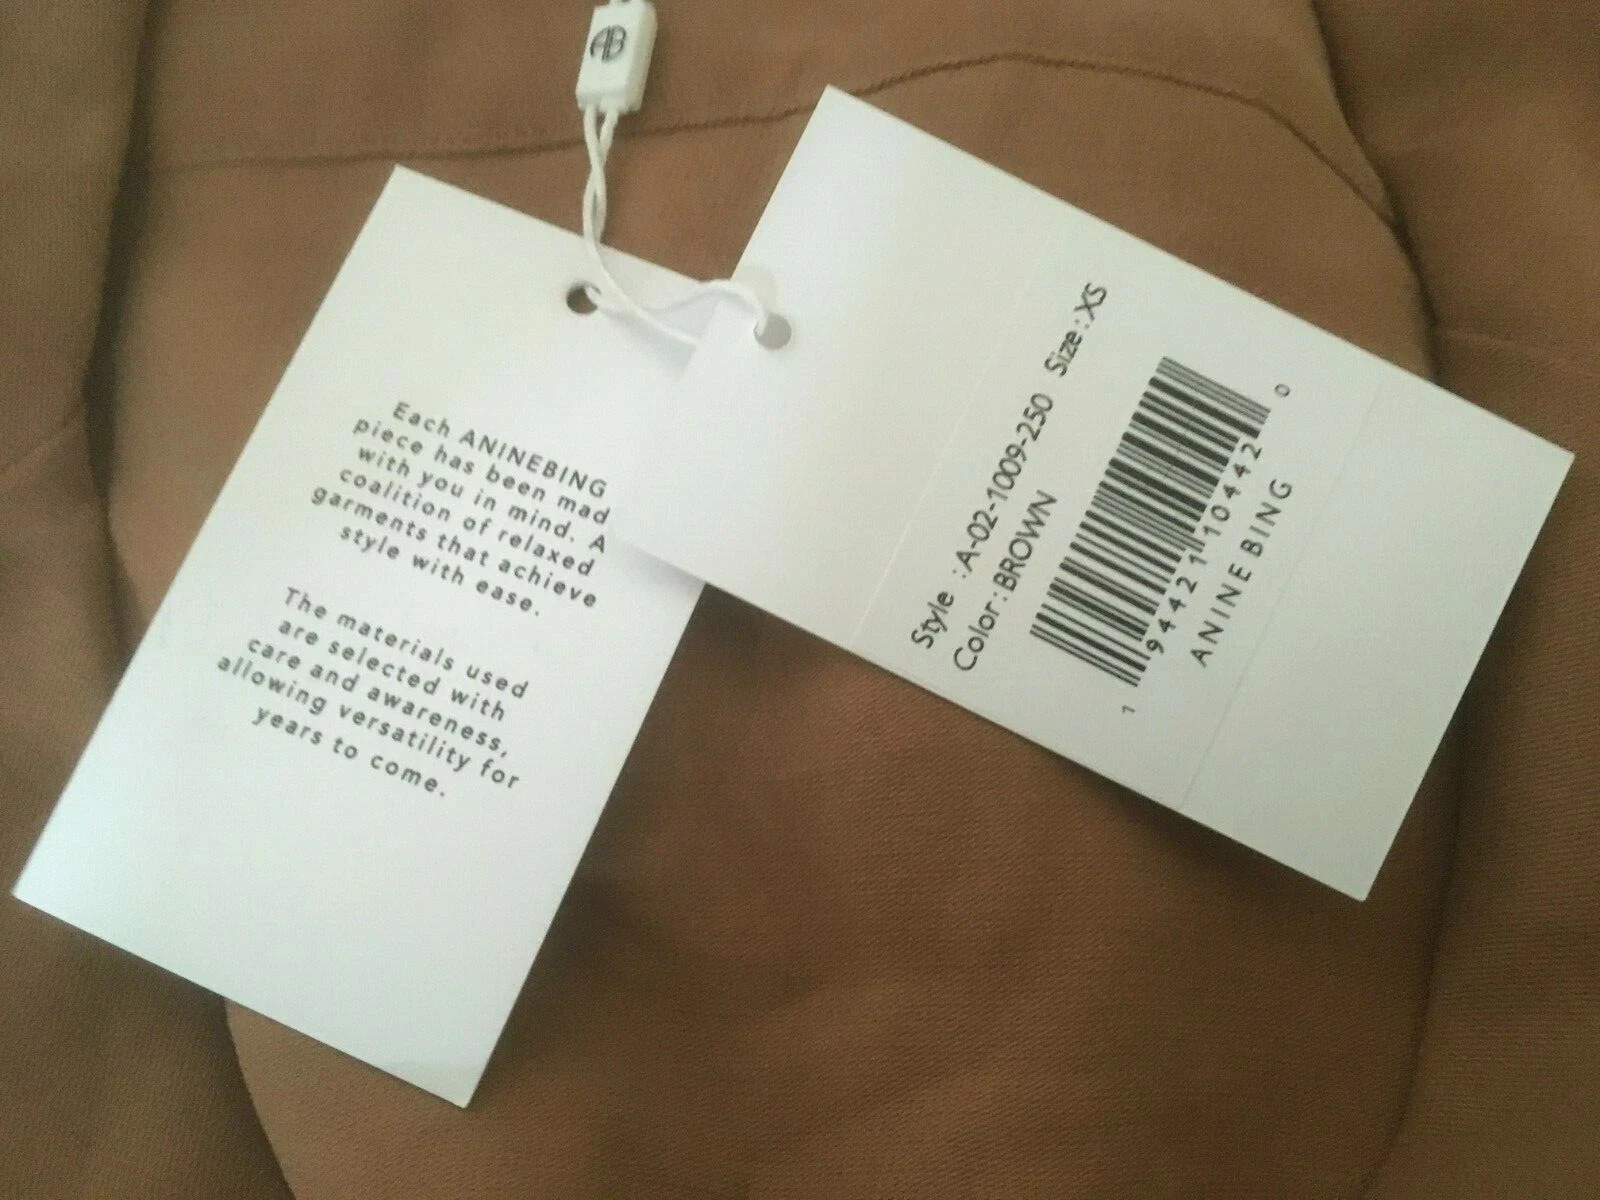 AB
Each ANINEBING
piece has been mad
with you in mind. A
coalition of relaxed
garments that achieve
style with ease.
The materials used
are selected with
care and awareness,
allowing versatility for
years to come.
Style :A-02-1009-250 Size:XS
Color:BROWN
1 94421 10442 0
ANINE BING